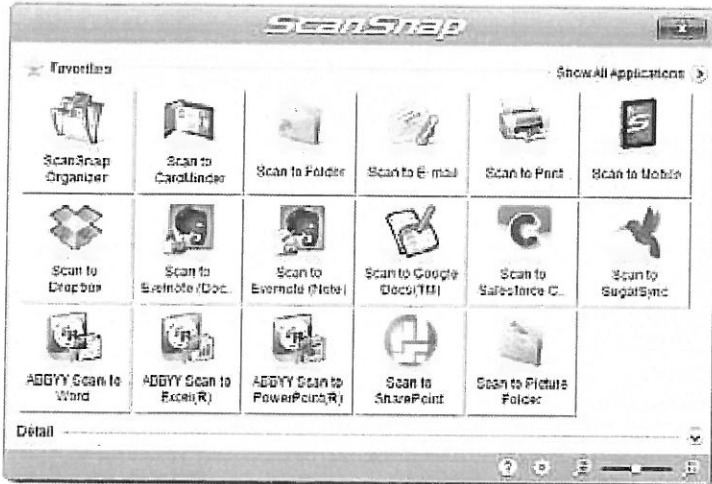 ScanSnap
Favorites
Show All Applications
ScanSnap
Organizer
Scan to
CardMinder
Scan to Folder
Scan to E-mail
Scan to Print
Scan to Mobile
Scan to
Dropbox
Scan to
Evernote (Doc...
Scan to
Evernote (Note)
Scan to Google
Docs(TM)
Scan to
Salesforce C...
Scan to
SugarSync
ABBYY Scan to
Word
ABBYY Scan to
Excel(R)
ABBYY Scan to
PowerPoint(R)
Scan to
SharePoint
Scan to Picture
Folder
Detail